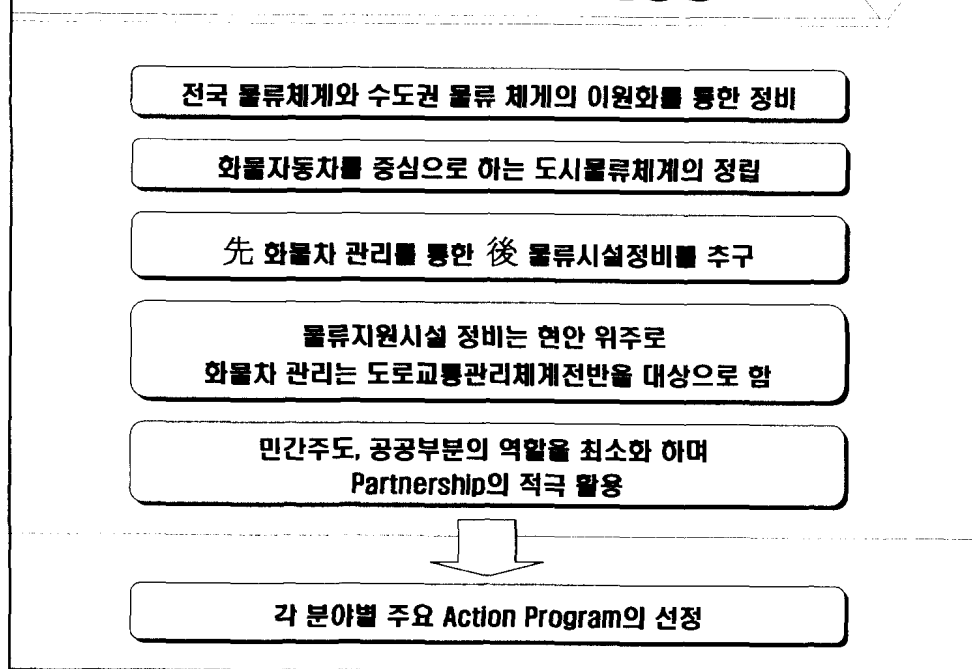 전국 물류체계와 수도권 물류 체게의 이원화를 통한 정비
화물자동차를 중심으로 하는 도시물류체계의 정립
先 화물차 관리를 통한 後 물류시설정비를 추구
물류지원시설 정비는 현안 위주로
화물차 관리는 도로교통관리체계전반을 대상으로 함
민간주도, 공공부분의 역할을 최소화 하며
Partnership의 적극 활용
각 분야별 주요 Action Program의 선정